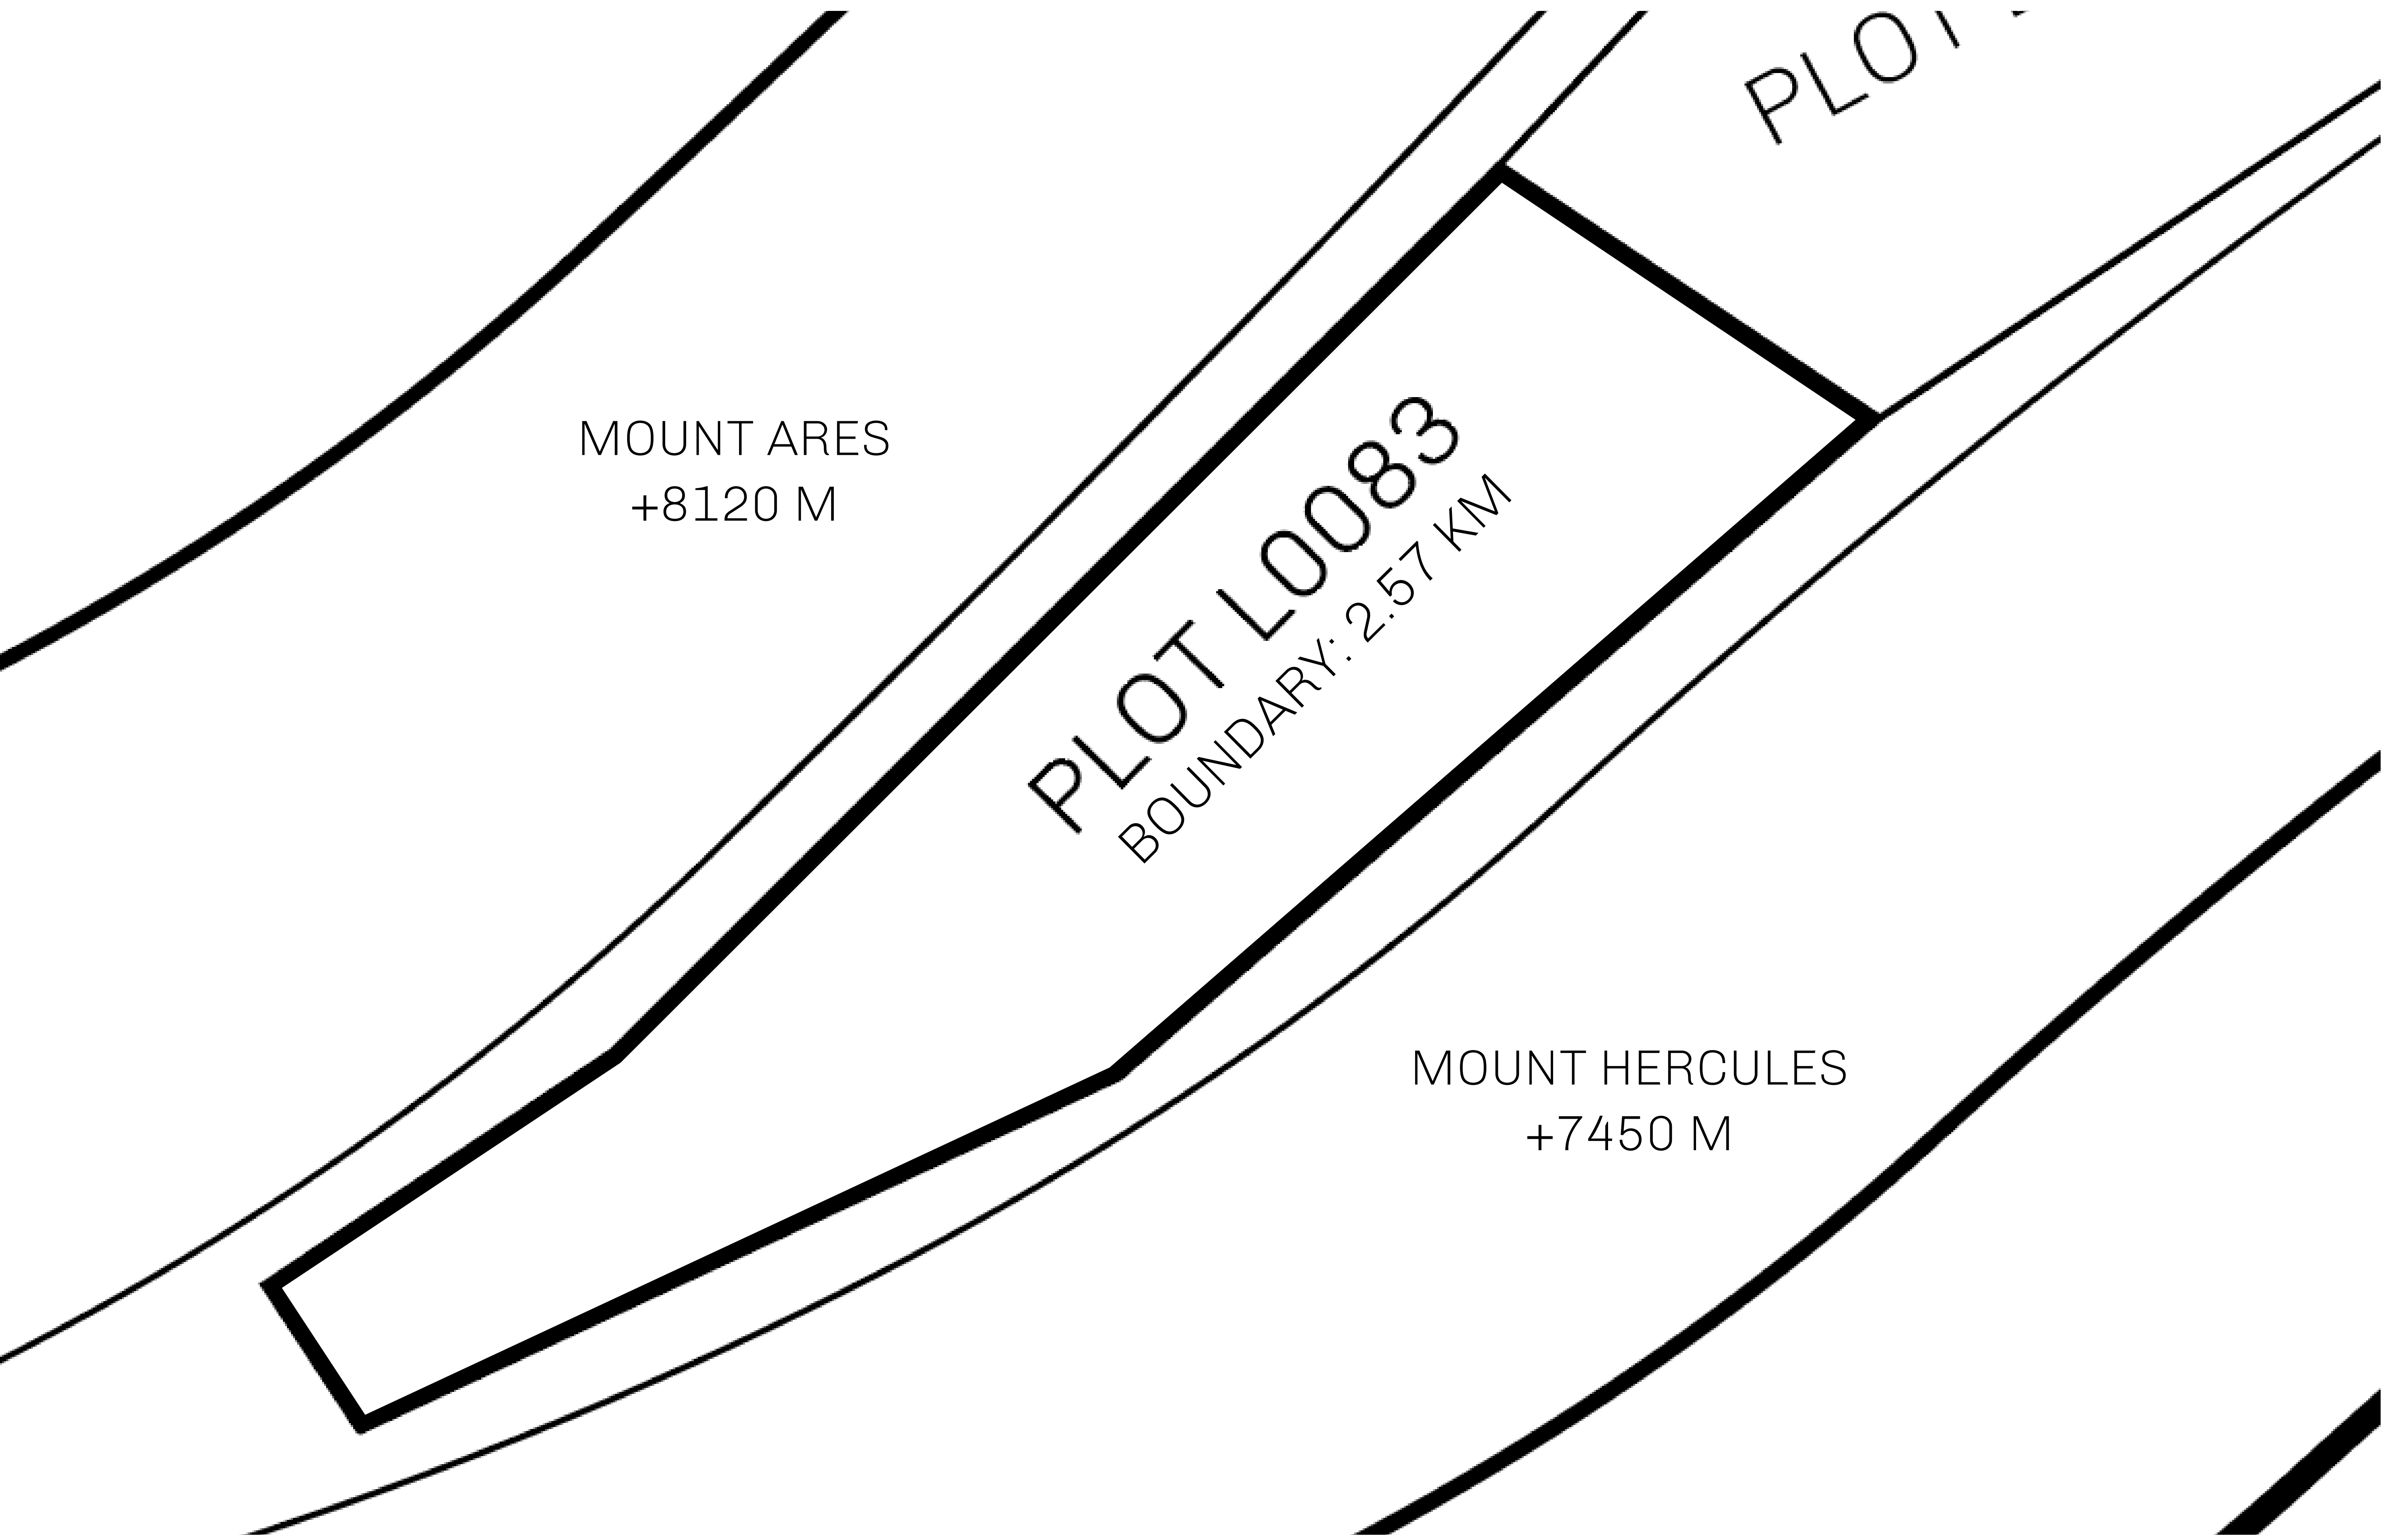 PLOT
MOUNT ARES
+8120 M
PLOT L0083
BOUNDARY: 2.57 KM
MOUNT HERCULES
+7450 M